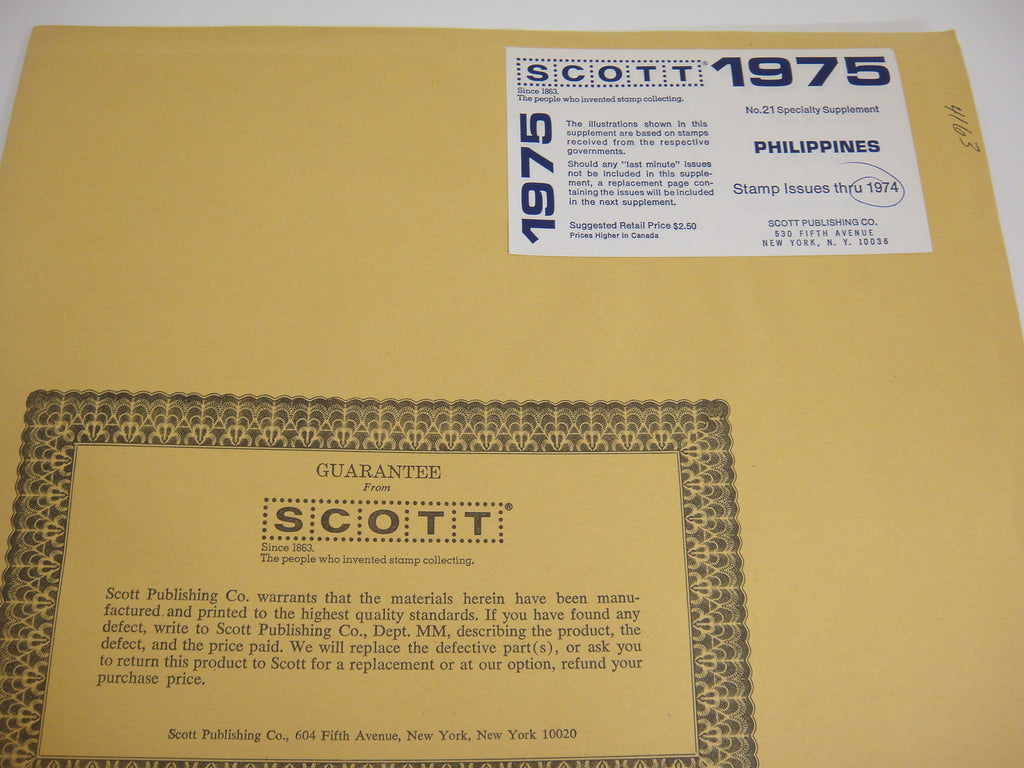 SCOTT®
Since 1863.
The people who invented stamp collecting.
1975
1975
The illustrations shown in this
supplement are based on stamps
received from the respective
governments.
Should any "last minute" issues
not be included in this supple-
ment, a replacement page con-
taining the issues will be included
in the next supplement.
Suggested Retail Price $2.50
Prices Higher in Canada
No.21 Specialty Supplement
PHILIPPINES
Stamp Issues thru 1974
SCOTT PUBLISHING CO.
530 FIFTH AVENUE
NEW YORK, N. Y. 10036
4163
GUARANTEE
From
SCOTT®
Since 1863.
The people who invented stamp collecting.
Scott Publishing Co. warrants that the materials herein have been manu-
factured and printed to the highest quality standards. If you have found any
defect, write to Scott Publishing Co., Dept. MM, describing the product, the
defect, and the price paid. We will replace the defective part(s), or ask you
to return this product to Scott for a replacement or at our option, refund your
purchase price.
Scott Publishing Co., 604 Fifth Avenue, New York, New York 10020